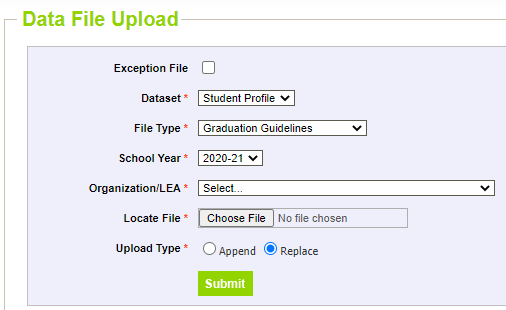 Data File Upload
Exception File
Dataset * Student Profile
File Type * Graduation Guidelines
School Year * 2020-21
Organization/LEA * Select...
Locate File * Choose File No file chosen
Upload Type * Append Replace
Submit